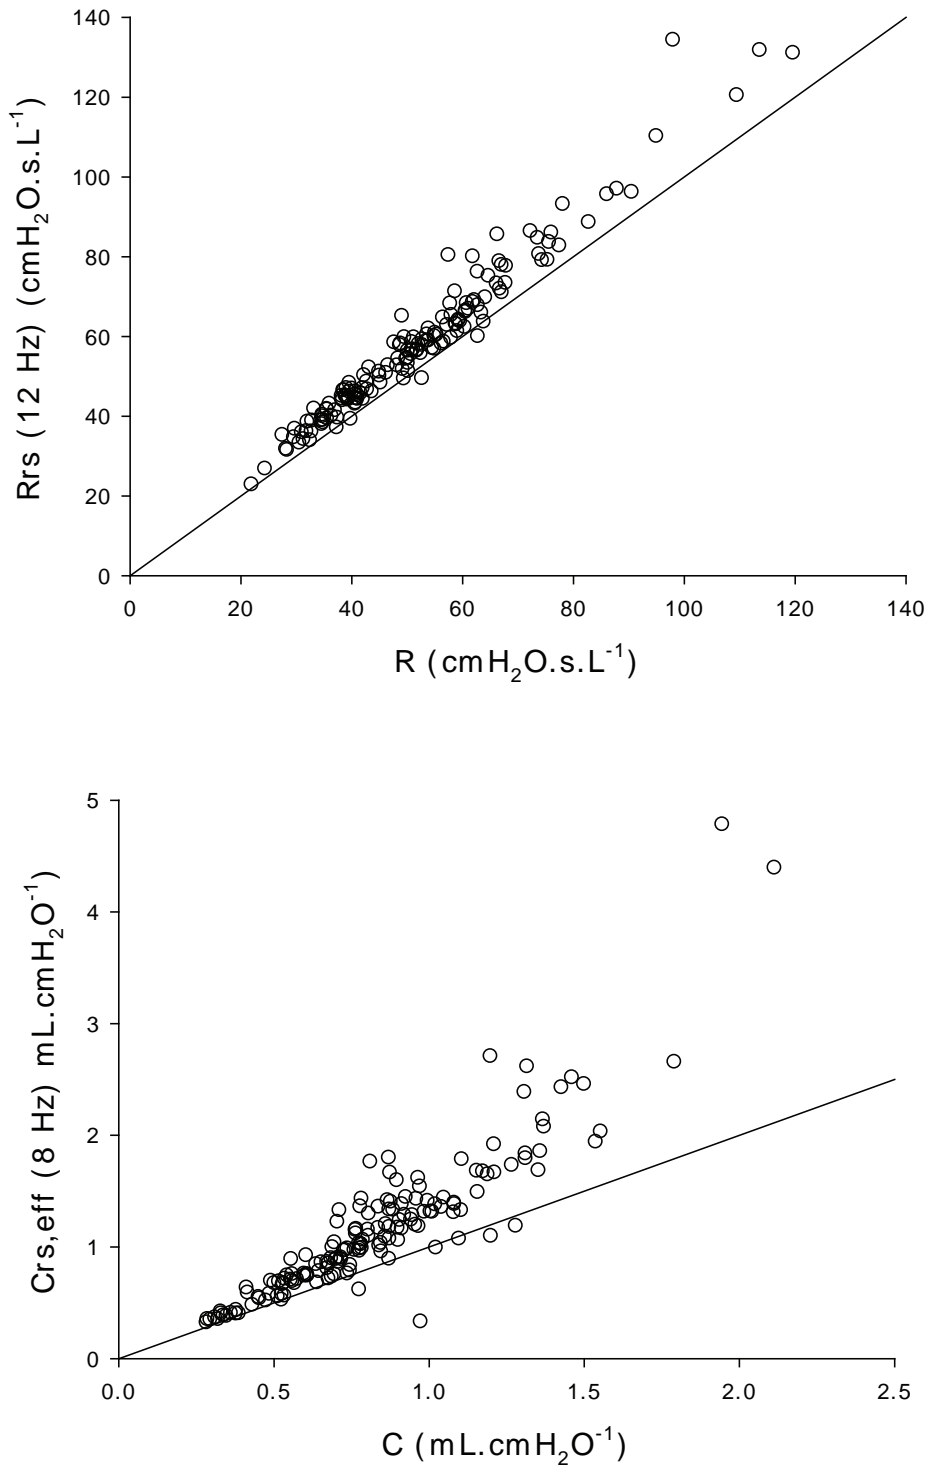 140
120
100
80
60
40
20
0
Rrs (12 Hz) (cmH₂O.s.L⁻¹)
0 20 40 60 80 100 120 140
R (cmH₂O.s.L⁻¹)
5
4
3
2
1
0
Crs,eff (8 Hz) mL.cmH₂O⁻¹)
0.0 0.5 1.0 1.5 2.0 2.5
C (mL.cmH₂O⁻¹)